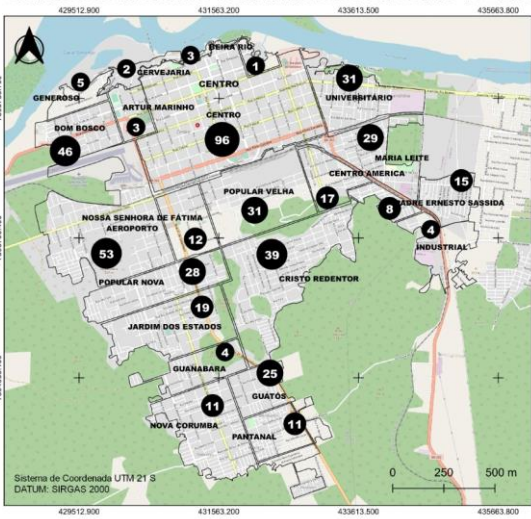 429512.900 431563.200 433613.500 435663.800
BEIRA RIO
3
1
2
CERVEJARIA
5
CENTRO
31
GENEROSO
UNIVERSITÁRIO
ARTUR MARINHO
CENTRO
3
DOM BOSCO
96
29
46
MARIA LEITE
CENTRO AMERICA
15
POPULAR VELHA
17
PADRE ERNESTO SASSIDA
NOSSA SENHORA DE FÁTIMA
31
8
AEROPORTO
4
12
INDUSTRIAL
53
39
28
POPULAR NOVA
CRISTO REDENTOR
19
JARDIM DOS ESTADOS
4
GUANABARA
25
GUATÓS
11
NOVA CORUMBA
11
PANTANAL
Sistema de Coordenada UTM 21 S
DATUM: SIRGAS 2000
0 250 500 m
429512.900 431563.200 433613.500 435663.800